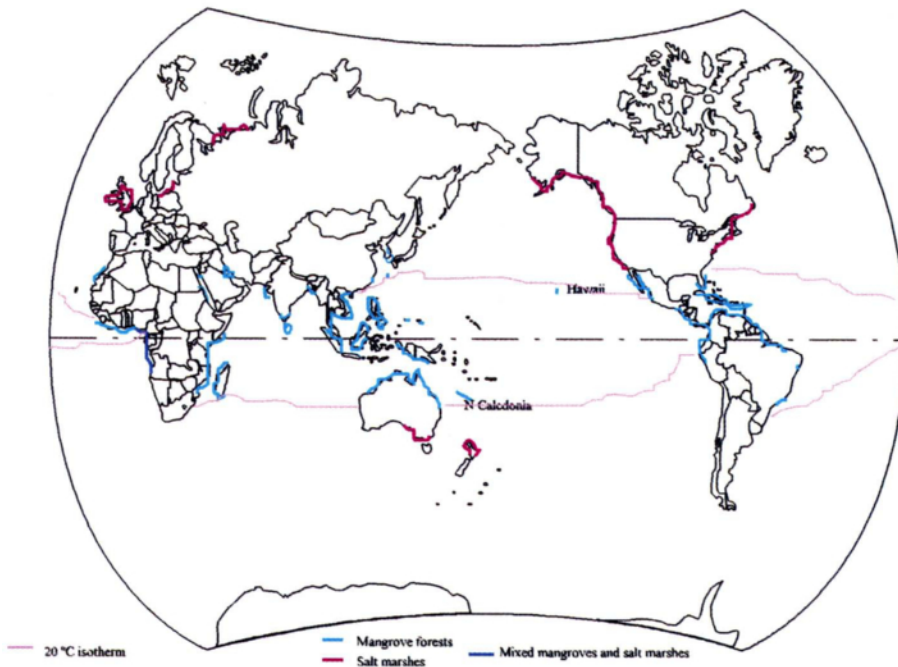 Hawaii
N Caledonia
20 °C isotherm
Mangrove forests
Salt marshes
Mixed mangroves and salt marshes